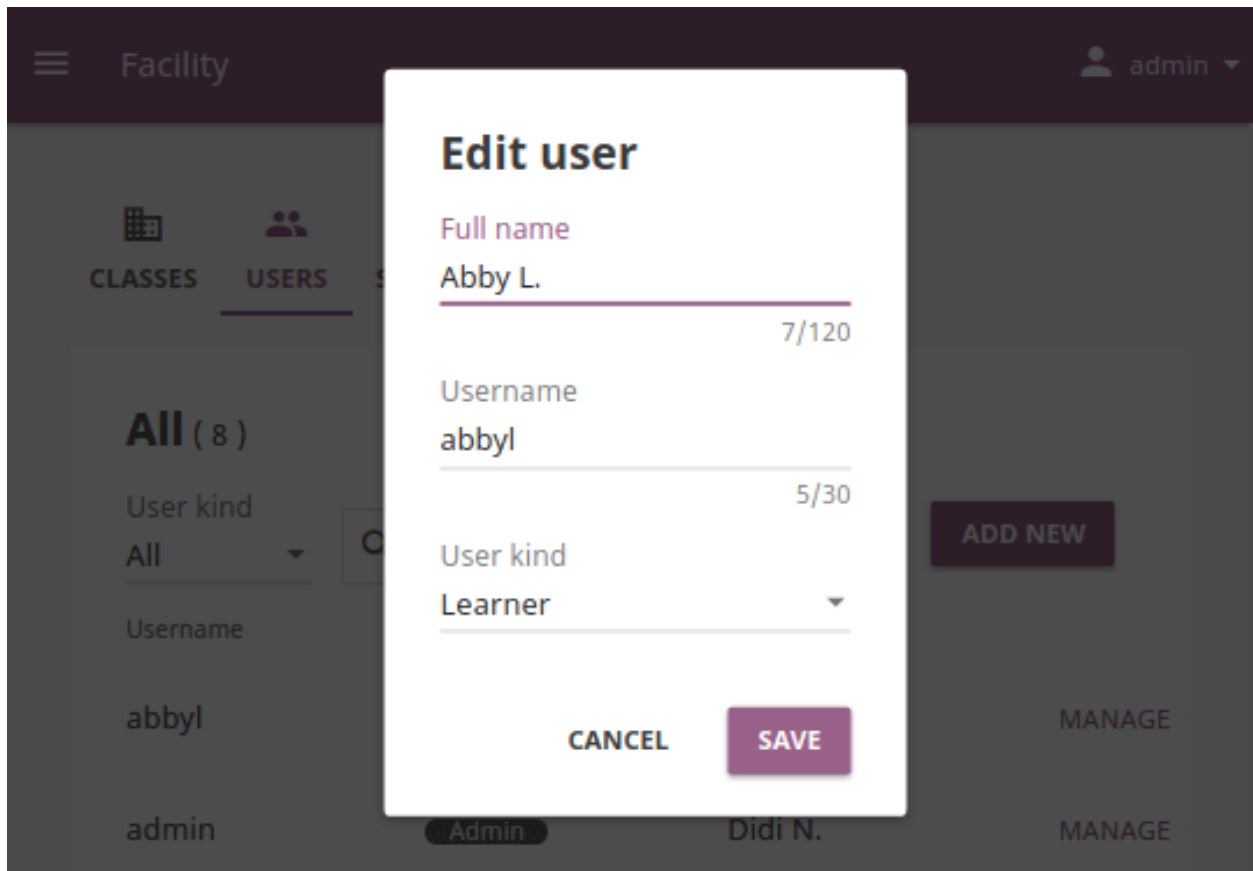 Facility
admin
CLASSES
USERS
All ( 8 )
User kind
All
ADD NEW
Username
abbyl
MANAGE
admin
Admin
Didi N.
MANAGE
Edit user
Full name
Abby L.
7/120
Username
abbyl
5/30
User kind
Learner
CANCEL
SAVE